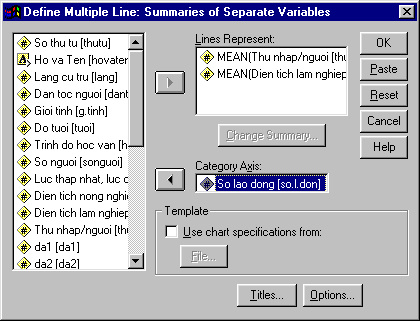 Define Multiple Line: Summaries of Separate Variables
So thu tu [thutu]
Ho va Ten [hovaten
Lang cu tru [lang]
Dan toc nguoi [dant
Gioi tinh [g.tinh]
Do tuoi [tuoi]
Trinh do hoc van [h
So nguoi [songuoi]
Luc thap nhat, luc c
Dien tich nong nghie
Dien tich lam nghiep
Thu nhap/nguoi [thu
da1 [da1]
da2 [da2]
Lines Represent:
MEAN(Thu nhap/nguoi [thu
MEAN(Dien tich lam nghiep
Change Summary...
Category Axis:
So lao dong [so.l.don]
Template
Use chart specifications from:
File...
Titles...
Options...
OK
Paste
Reset
Cancel
Help